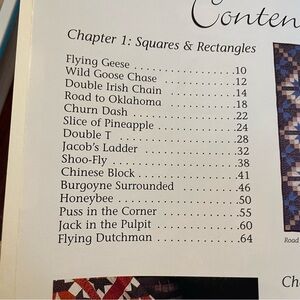 Conten
Chapter 1: Squares & Rectangles
Flying Geese . . . . . . . . . . . . . .10
Wild Goose Chase . . . . . . . . . .12
Double Irish Chain . . . . . . . . . .14
Road to Oklahoma . . . . . . . . . .18
Churn Dash . . . . . . . . . . . . . . .22
Slice of Pineapple . . . . . . . . . . .24
Double T . . . . . . . . . . . . . . . . .28
Jacob's Ladder . . . . . . . . . . . . .32
Shoo-Fly . . . . . . . . . . . . . . . . .38
Chinese Block . . . . . . . . . . . . . .41
Burgoyne Surrounded . . . . . . .46
Honeybee . . . . . . . . . . . . . . . .50
Puss in the Corner . . . . . . . . . .55
Jack in the Pulpit . . . . . . . . . . .60
Flying Dutchman . . . . . . . . . . .64
Road
Ch